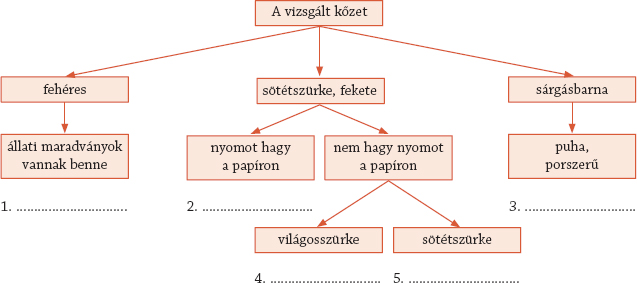 A vizsgált kőzet
fehéres
sötétszürke, fekete
sárgásbarna
állati maradványok
vannak benne
nyomot hagy
a papíron
nem hagy nyomot
a papíron
puha,
porszerű
1. ...............................
2. ...............................
3. ...............................
világosszürke
sötétszürke
4. ...............................
5. ...............................